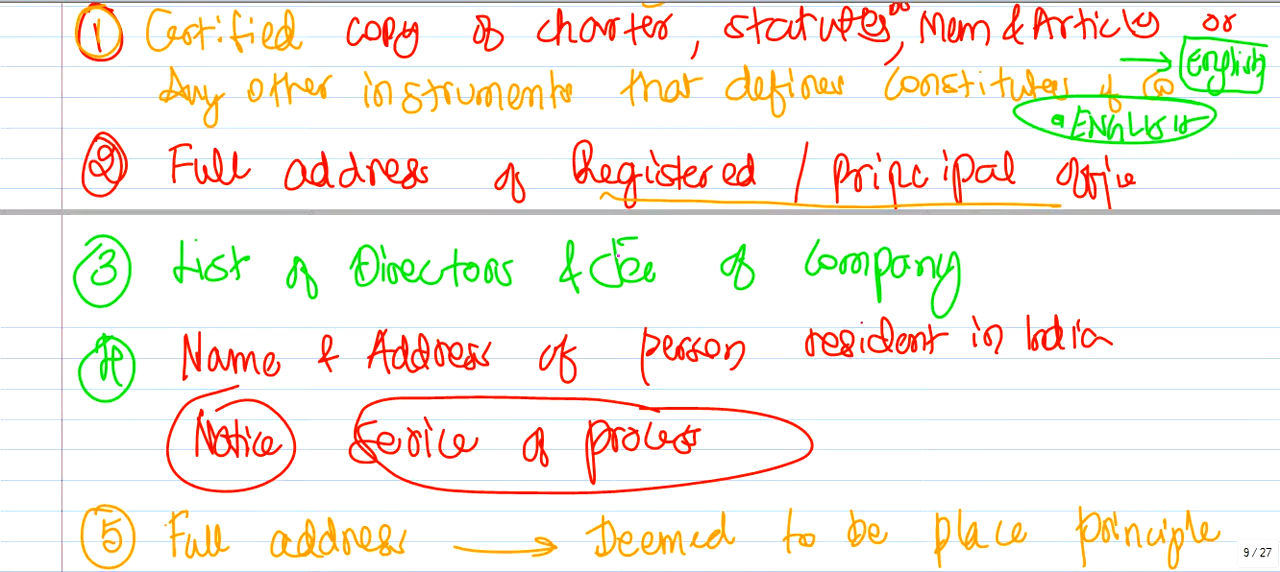 ① Certified copy of charter, statutes, Mem & Articles or
→ English
Any other instruments that defines constitutes of Co
ENGLISH
② Full address of Registered / principal office
③ List of Directors & Sec of company
④ Name & Address of person resident in India
Notice Service of process
⑤ Full address → Deemed to be place principle
9 / 27